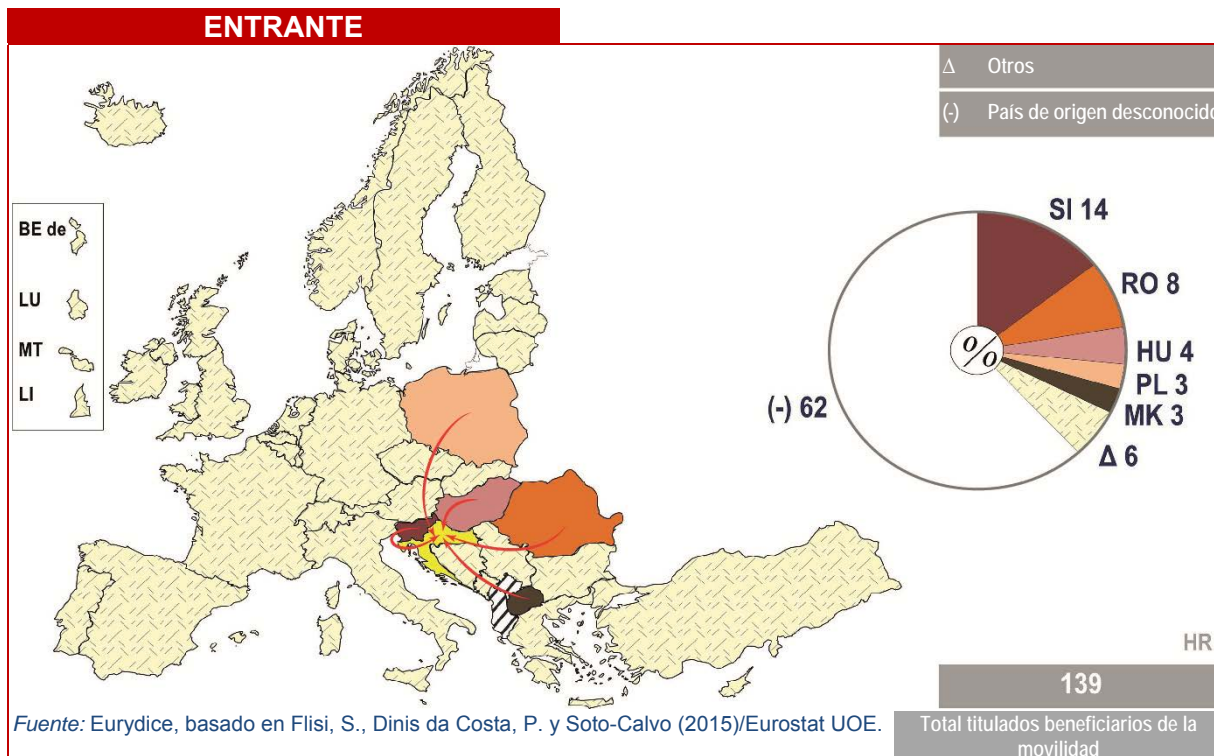 ENTRANTE
Δ Otros
(-) País de origen desconocido
BE de
LU
MT
LI
SI 14
RO 8
HU 4
PL 3
MK 3
Δ 6
(-) 62
%
HR
139
Total titulados beneficiarios de la
movilidad
Fuente: Eurydice, basado en Flisi, S., Dinis da Costa, P. y Soto-Calvo (2015)/Eurostat UOE.